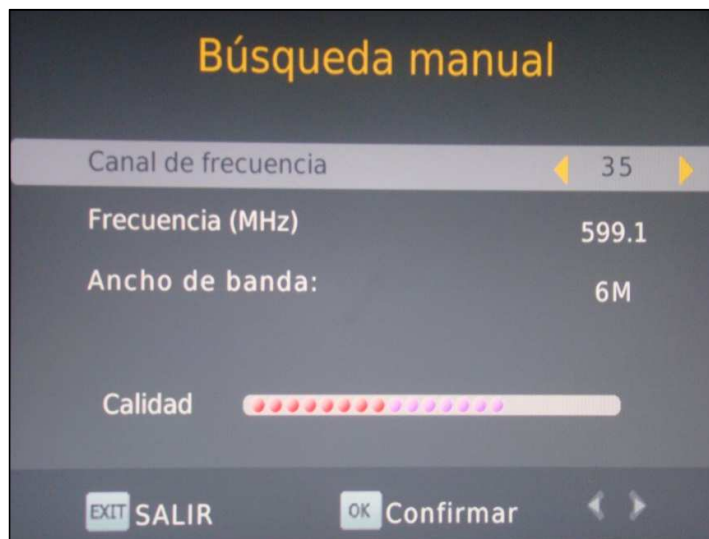 Búsqueda manual
Canal de frecuencia 35
Frecuencia (MHz) 599.1
Ancho de banda: 6M
Calidad
EXIT SALIR OK Confirmar